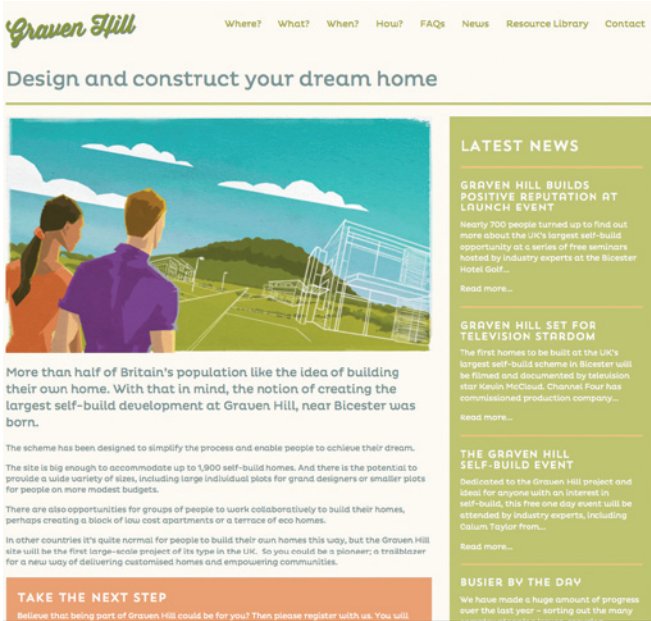 Graven Hill
Where? What? When? How? FAQs News Resource Library Contact
Design and construct your dream home
More than half of Britain's population like the idea of building
their own home. With that in mind, the notion of creating the
largest self-build development at Graven Hill, near Bicester was
born.
The scheme has been designed to simplify the process and enable people to achieve their dream.
The site is big enough to accommodate up to 1,900 self-build homes. And there is the potential to
provide a wide variety of sizes, including large individual plots for grand designers or smaller plots
for people on more modest budgets.
There are also opportunities for groups of people to work collaboratively to build their homes,
perhaps creating a block of low cost apartments or a terrace of eco homes.
In other countries it's quite normal for people to build their own homes this way, but the Graven Hill
site will be the first large-scale project of its type in the UK. So you could be a pioneer; a trailblazer
for a new way of delivering customised homes and empowering communities.
TAKE THE NEXT STEP
Believe that being part of Graven Hill could be for you? Then please register with us. You will
LATEST NEWS
GRAVEN HILL BUILDS
POSITIVE REPUTATION AT
LAUNCH EVENT
Nearly 700 people turned up to find out
more about the UK's largest self-build
opportunity at a series of free seminars
hosted by industry experts at the Bicester
Hotel Golf...
Read more...
GRAVEN HILL SET FOR
TELEVISION STARDOM
The first homes to be built at the UK's
largest self-build scheme in Bicester will
be filmed and documented by television
star Kevin McCloud. Channel Four has
commissioned production company...
Read more...
THE GRAVEN HILL
SELF-BUILD EVENT
Dedicated to the Graven Hill project and
ideal for anyone with an interest in
self-build, this free one day event will be
attended by industry experts, including
Calum Taylor from...
Read more...
BUSIER BY THE DAY
We have made a huge amount of progress
over the last year – sorting out the many